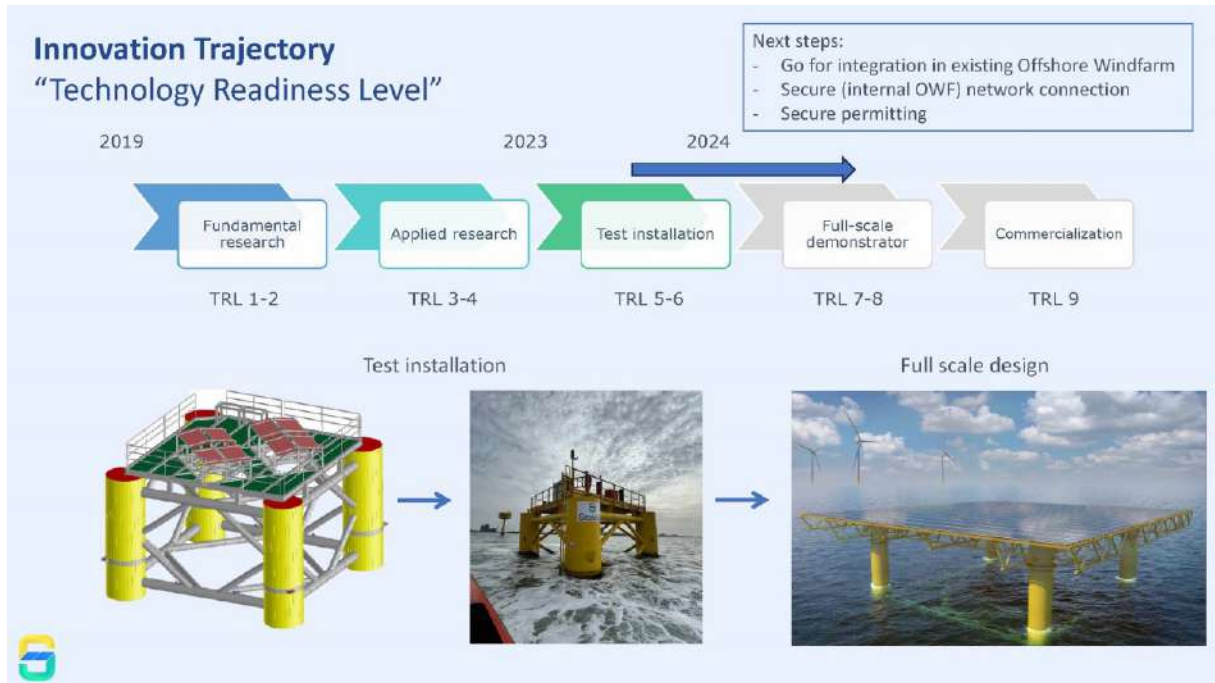 Innovation Trajectory
“Technology Readiness Level”
Next steps:
- Go for integration in existing Offshore Windfarm
- Secure (internal OWF) network connection
- Secure permitting
2019
2023
2024
Fundamental
research
Applied research
Test installation
Full-scale
demonstrator
Commercialization
TRL 1-2
TRL 3-4
TRL 5-6
TRL 7-8
TRL 9
Test installation
Full scale design